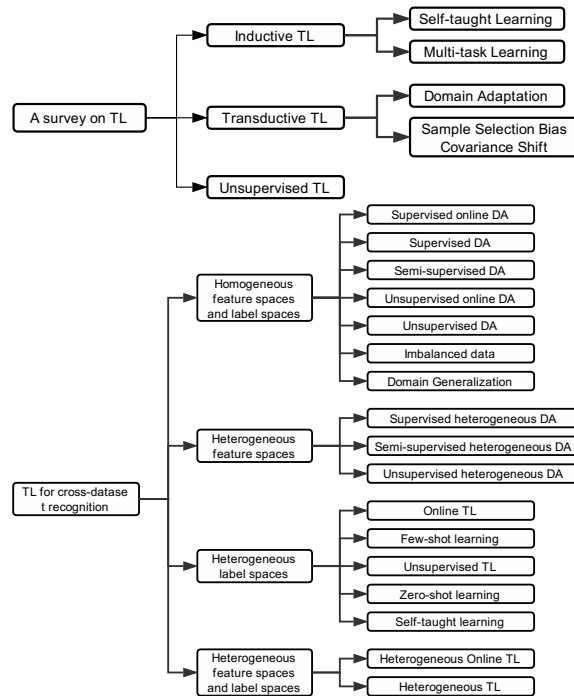 A survey on TL
Inductive TL
Self-taught Learning
Multi-task Learning
Transductive TL
Domain Adaptation
Sample Selection Bias
Covariance Shift
Unsupervised TL
TL for cross-datase
t recognition
Homogeneous
feature spaces
and label spaces
Supervised online DA
Supervised DA
Semi-supervised DA
Unsupervised online DA
Unsupervised DA
Imbalanced data
Domain Generalization
Heterogeneous
feature spaces
Supervised heterogeneous DA
Semi-supervised heterogeneous DA
Unsupervised heterogeneous DA
Heterogeneous
label spaces
Online TL
Few-shot learning
Unsupervised TL
Zero-shot learning
Self-taught learning
Heterogeneous
feature spaces
and label spaces
Heterogeneous Online TL
Heterogeneous TL